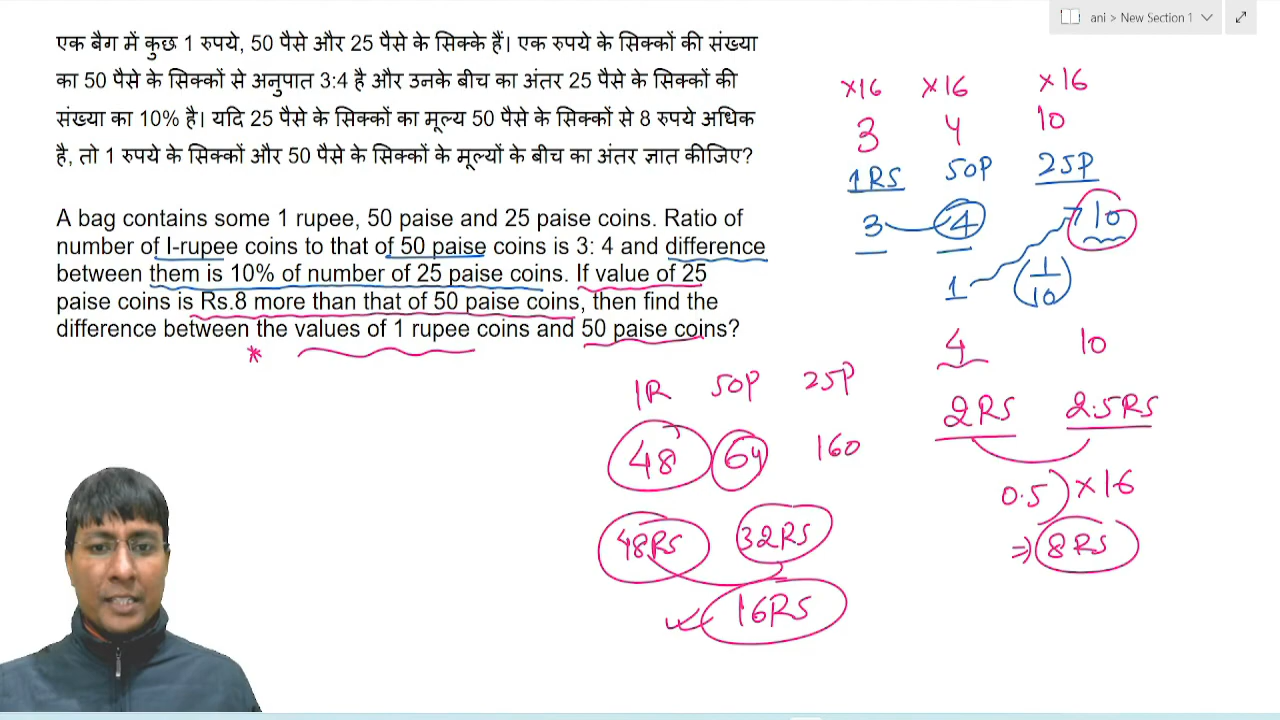 ani > New Section 1
एक बैग में कुछ 1 रुपये, 50 पैसे और 25 पैसे के सिक्के हैं। एक रुपये के सिक्कों की संख्या
का 50 पैसे के सिक्कों से अनुपात 3:4 है और उनके बीच का अंतर 25 पैसे के सिक्कों की
संख्या का 10% है। यदि 25 पैसे के सिक्कों का मूल्य 50 पैसे के सिक्कों से 8 रुपये अधिक
है, तो 1 रुपये के सिक्कों और 50 पैसे के सिक्कों के मूल्यों के बीच का अंतर ज्ञात कीजिए?
A bag contains some 1 rupee, 50 paise and 25 paise coins. Ratio of
number of I-rupee coins to that of 50 paise coins is 3: 4 and difference
between them is 10% of number of 25 paise coins. If value of 25
paise coins is Rs.8 more than that of 50 paise coins, then find the
difference between the values of 1 rupee coins and 50 paise coins?
×16 ×16 ×16
3 4 10
1RS 50P 25P
3 4 10
1 1/10
4 10
2RS 2.5RS
0.5) ×16
⇒ 8RS
1R 50P 25P
48 64 160
48RS 32RS
16RS